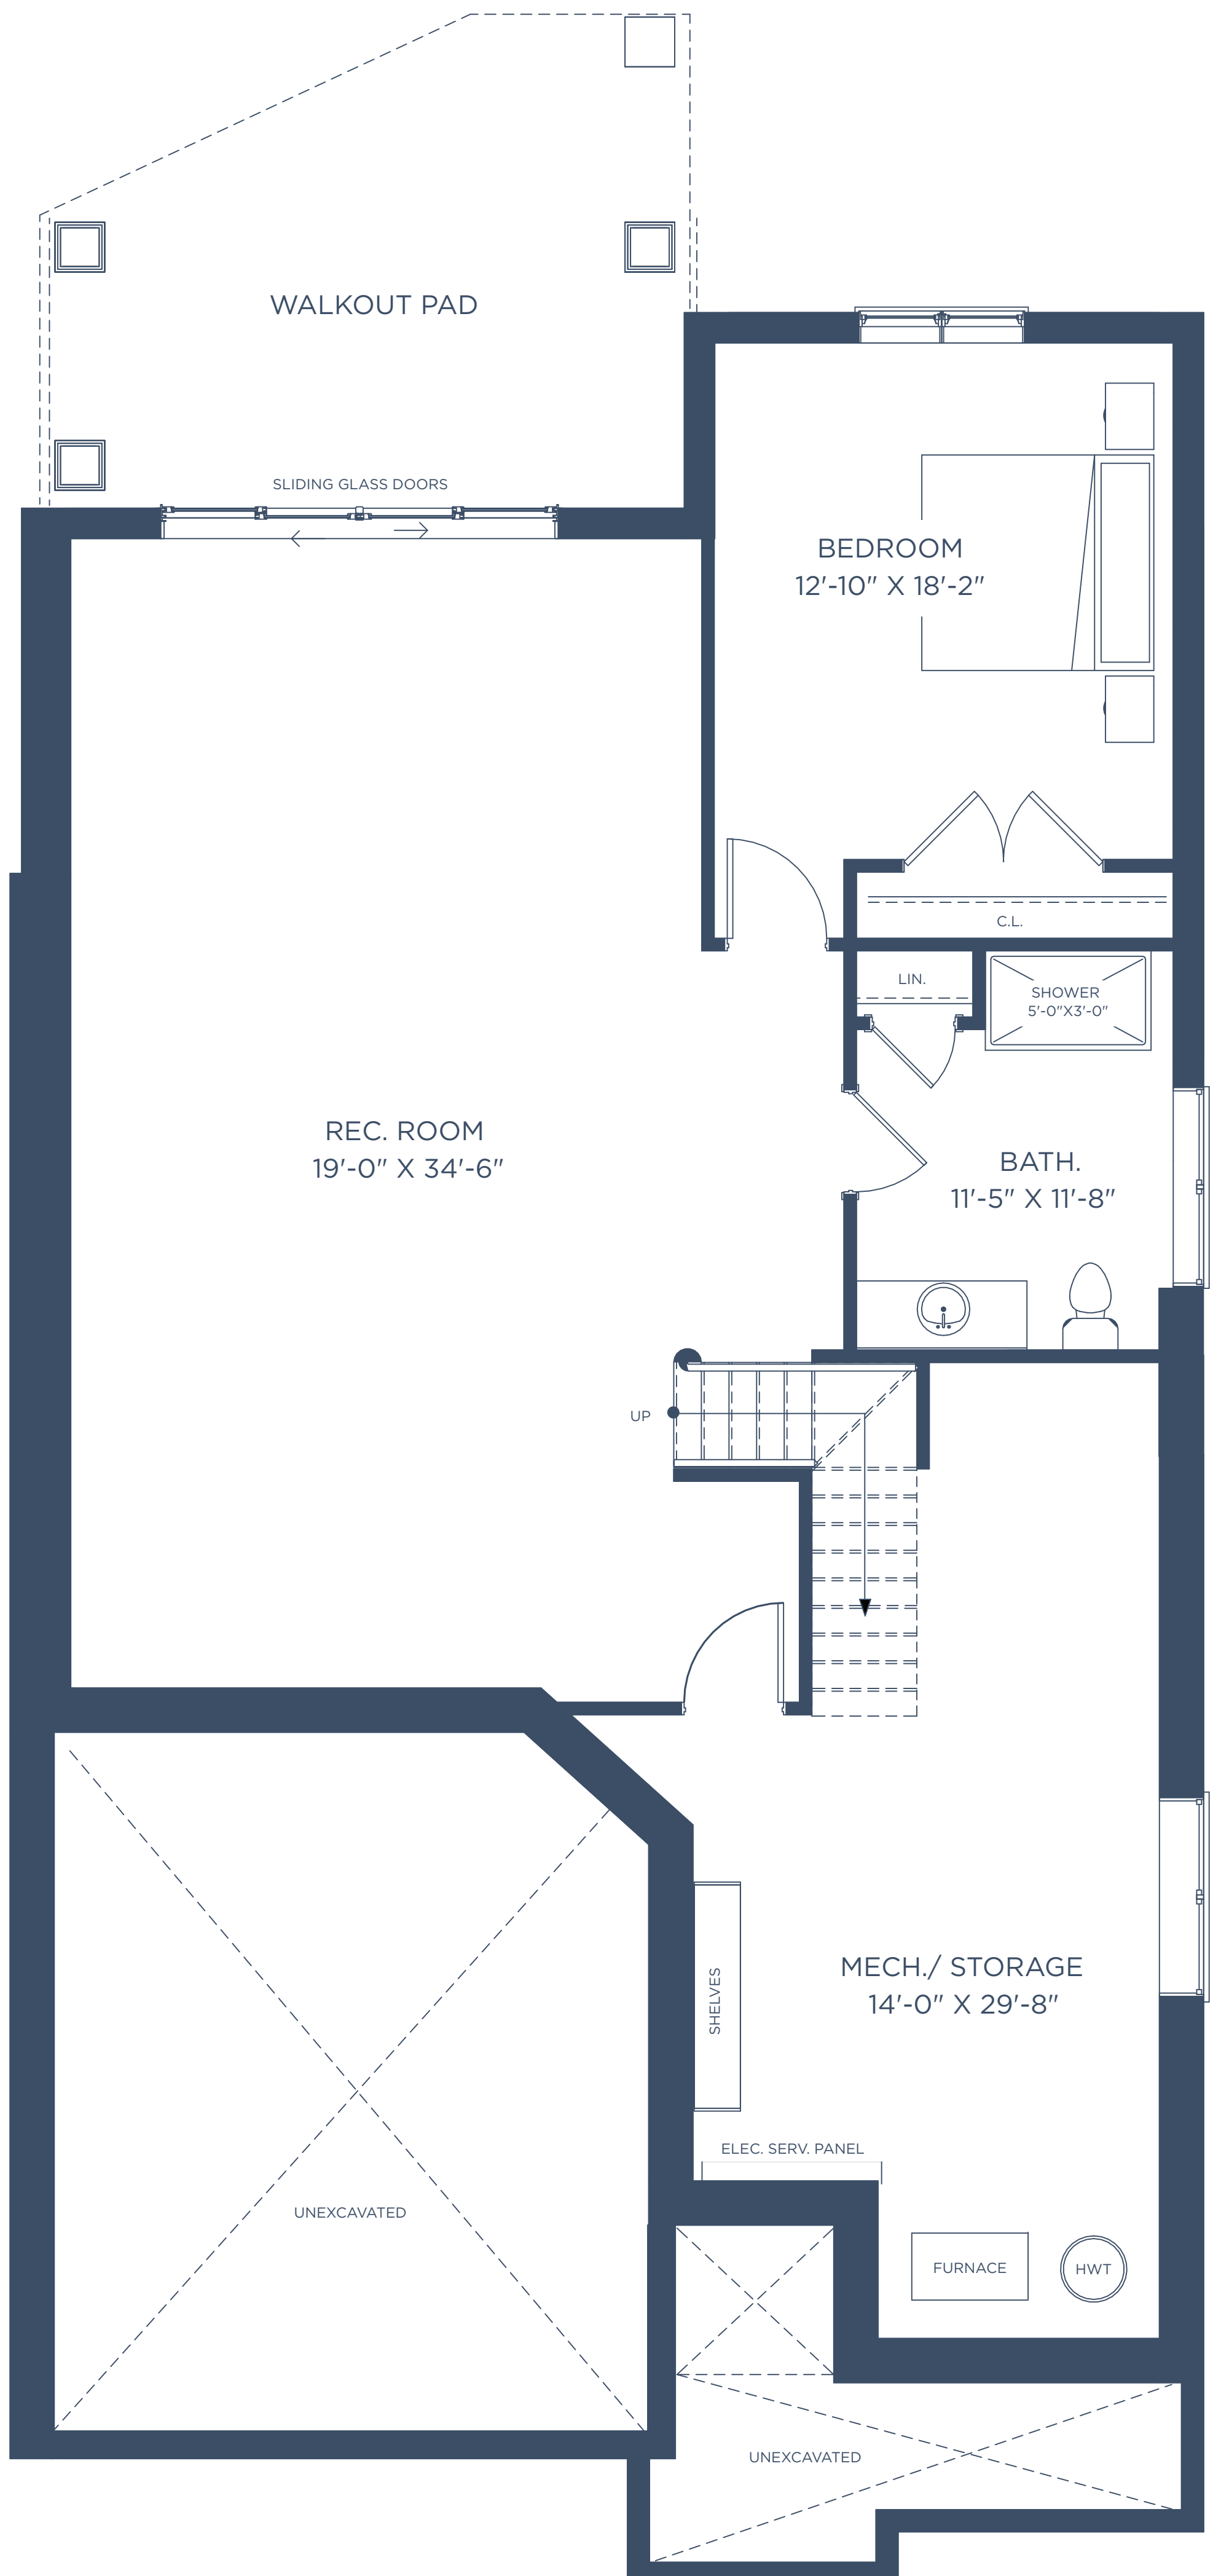 WALKOUT PAD
SLIDING GLASS DOORS
BEDROOM
12'-10" X 18'-2"
C.L.
LIN.
SHOWER
5'-0"X3'-0"
REC. ROOM
19'-0" X 34'-6"
BATH.
11'-5" X 11'-8"
UP
MECH./ STORAGE
14'-0" X 29'-8"
SHELVES
ELEC. SERV. PANEL
UNEXCAVATED
FURNACE
HWT
UNEXCAVATED